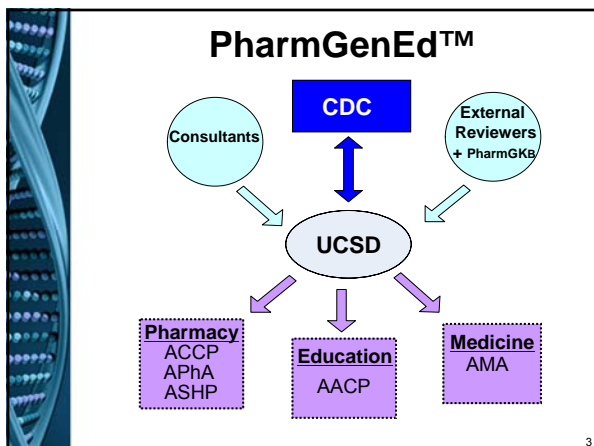 PharmGenEd™
CDC
Consultants
External
Reviewers
+ PharmGKB
UCSD
Pharmacy
ACCP
APhA
ASHP
Education
AACP
Medicine
AMA
3